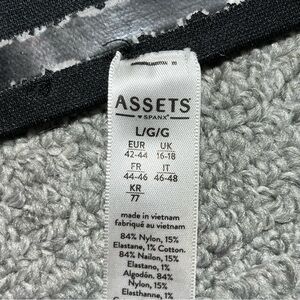 ASSETS
♥ SPANX®
L/G/G
EUR UK
42-44 16-18
FR IT
44-46 46-48
KR
77
made in vietnam
fabriqué au vietnam
84% Nylon, 15%
Elastane, 1% Cotton.
84% Nailon, 15%
Elastano, 1%
Algodón. 84%
Nylon, 15%
Elasthanne, 1%